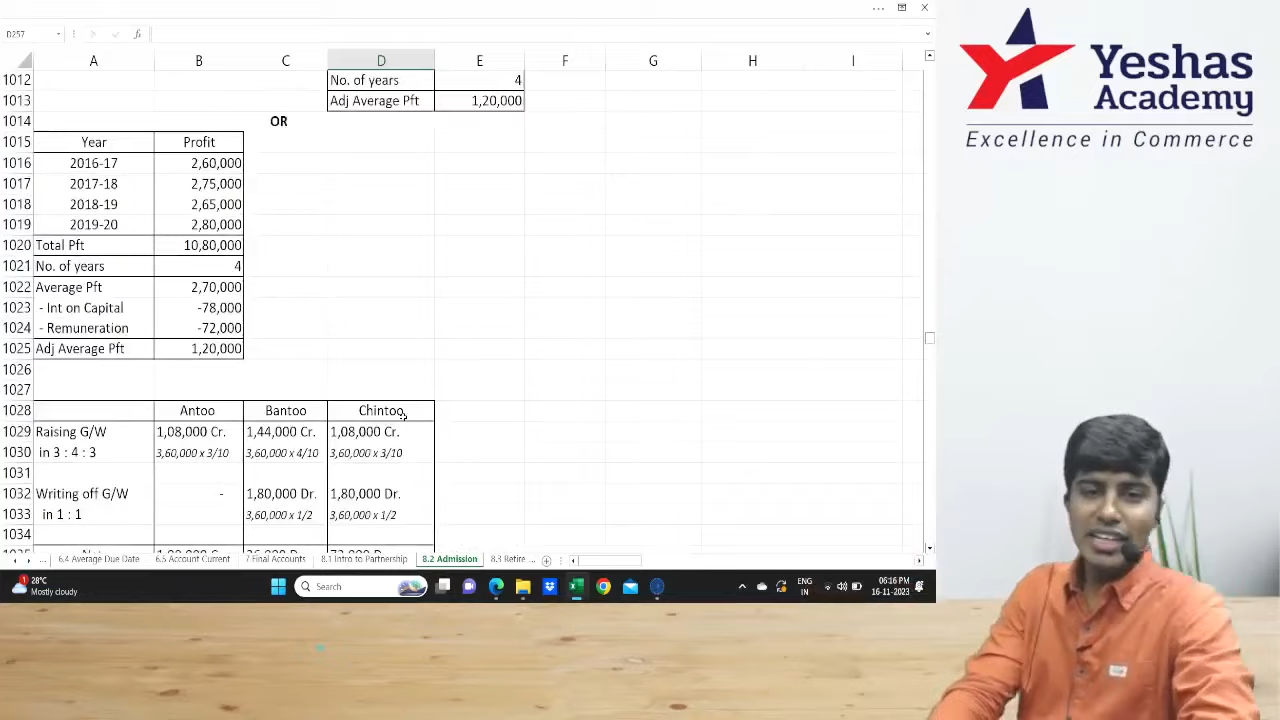 D257
fx
A B C D E F G H I
1012 No. of years 4
1013 Adj Average Pft 1,20,000
1014 OR
1015 Year Profit
1016 2016-17 2,60,000
1017 2017-18 2,75,000
1018 2018-19 2,65,000
1019 2019-20 2,80,000
1020 Total Pft 10,80,000
1021 No. of years 4
1022 Average Pft 2,70,000
1023 - Int on Capital -78,000
1024 - Remuneration -72,000
1025 Adj Average Pft 1,20,000
1026
1027
1028 Antoo Bantoo Chintoo
1029 Raising G/W 1,08,000 Cr. 1,44,000 Cr. 1,08,000 Cr.
1030 in 3 : 4 : 3 3,60,000 x 3/10 3,60,000 x 4/10 3,60,000 x 3/10
1031
1032 Writing off G/W - 1,80,000 Dr. 1,80,000 Dr.
1033 in 1 : 1 3,60,000 x 1/2 3,60,000 x 1/2
1034
... 6.4 Average Due Date 6.5 Account Current 7 Final Accounts 8.1 Intro to Partnership 8.2 Admission 8.3 Retire ...
1
28°C
Mostly cloudy
Search
ENG
IN
06:16 PM
16-11-2023
Yeshas
Academy
Excellence in Commerce